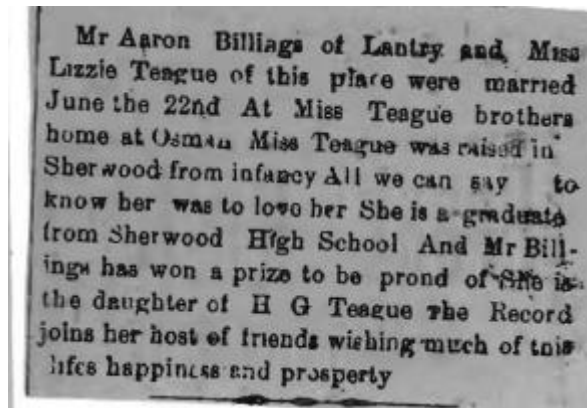 Mr Aaron Billings of Lantry and Miss
Lizzie Teague of this place were married
June the 22nd At Miss Teague brothers
home at Osman Miss Teague was raised in
Sherwood from infancy All we can say to
know her was to love her She is a graduate
from Sherwood High School And Mr Bill-
ings has won a prize to be prond of She is
the daughter of H G Teague The Record
joins her host of friends wishing much of this
lifes happiness and prosperity